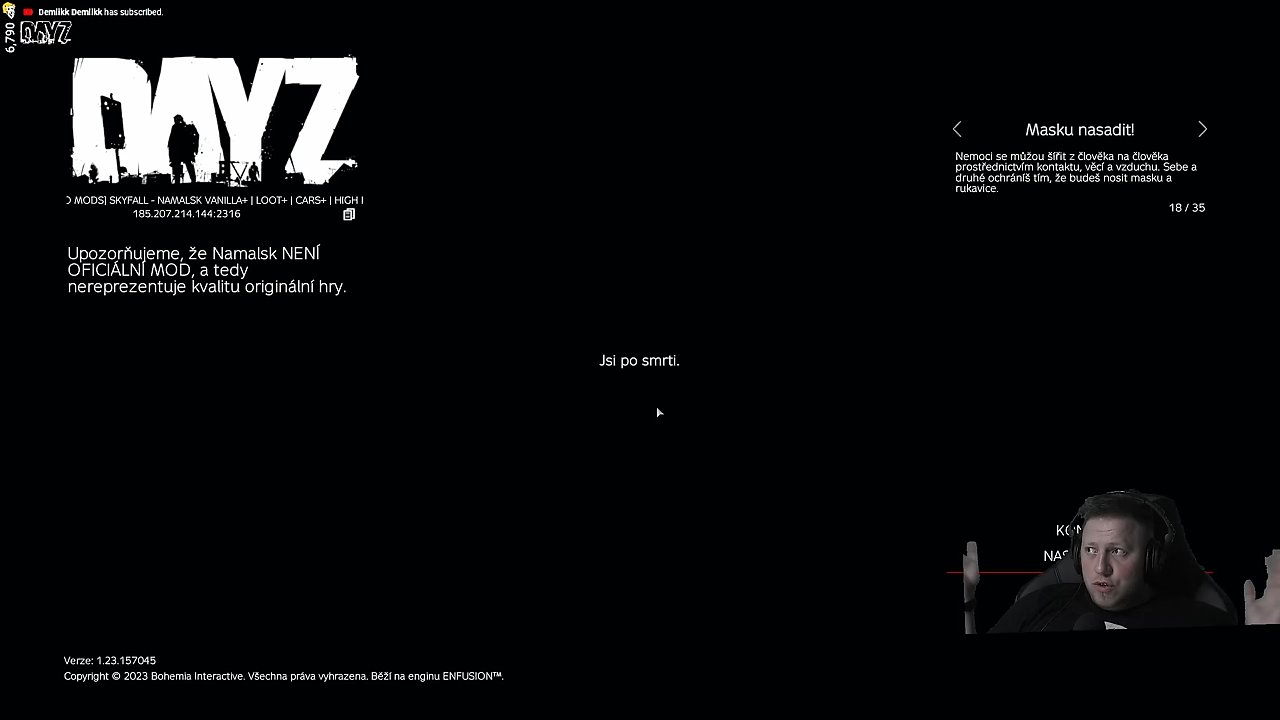 Demlikk Demlikk has subscribed.
6,790
DAYZ
DAYZ
MODS] SKYFALL - NAMALSK VANILLA+ | LOOT+ | CARS+ | HIGH
185.207.214.144:2316
Upozorňujeme, že Namalsk NENÍ
OFICIÁLNÍ MOD, a tedy
nereprezentuje kvalitu originální hry.
Masku nasadit!
Nemoci se můžou šířit z člověka na člověka
prostřednictvím kontaktu, věcí a vzduchu. Sebe a
druhé ochráníš tím, že budeš nosit masku a
rukavice.
18 / 35
Jsi po smrti.
Verze: 1.23.157045
Copyright © 2023 Bohemia Interactive. Všechna práva vyhrazena. Běží na enginu ENFUSION™.